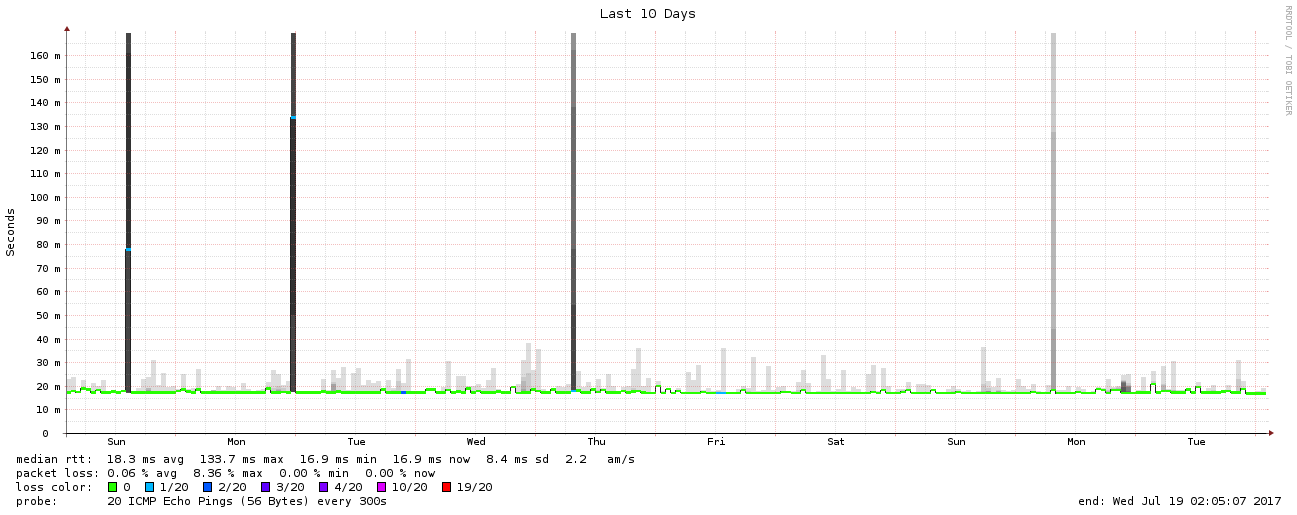 Last 10 Days
RRDTOOL / TOBI OETIKER
Seconds
160 m
150 m
140 m
130 m
120 m
110 m
100 m
90 m
80 m
70 m
60 m
50 m
40 m
30 m
20 m
10 m
0
Sun Mon Tue Wed Thu Fri Sat Sun Mon Tue
median rtt: 18.3 ms avg 133.7 ms max 16.9 ms min 16.9 ms now 8.4 ms sd 2.2 am/s
packet loss: 0.06 % avg 8.36 % max 0.00 % min 0.00 % now
loss color: 0 1/20 2/20 3/20 4/20 10/20 19/20
probe: 20 ICMP Echo Pings (56 Bytes) every 300s end: Wed Jul 19 02:05:07 2017